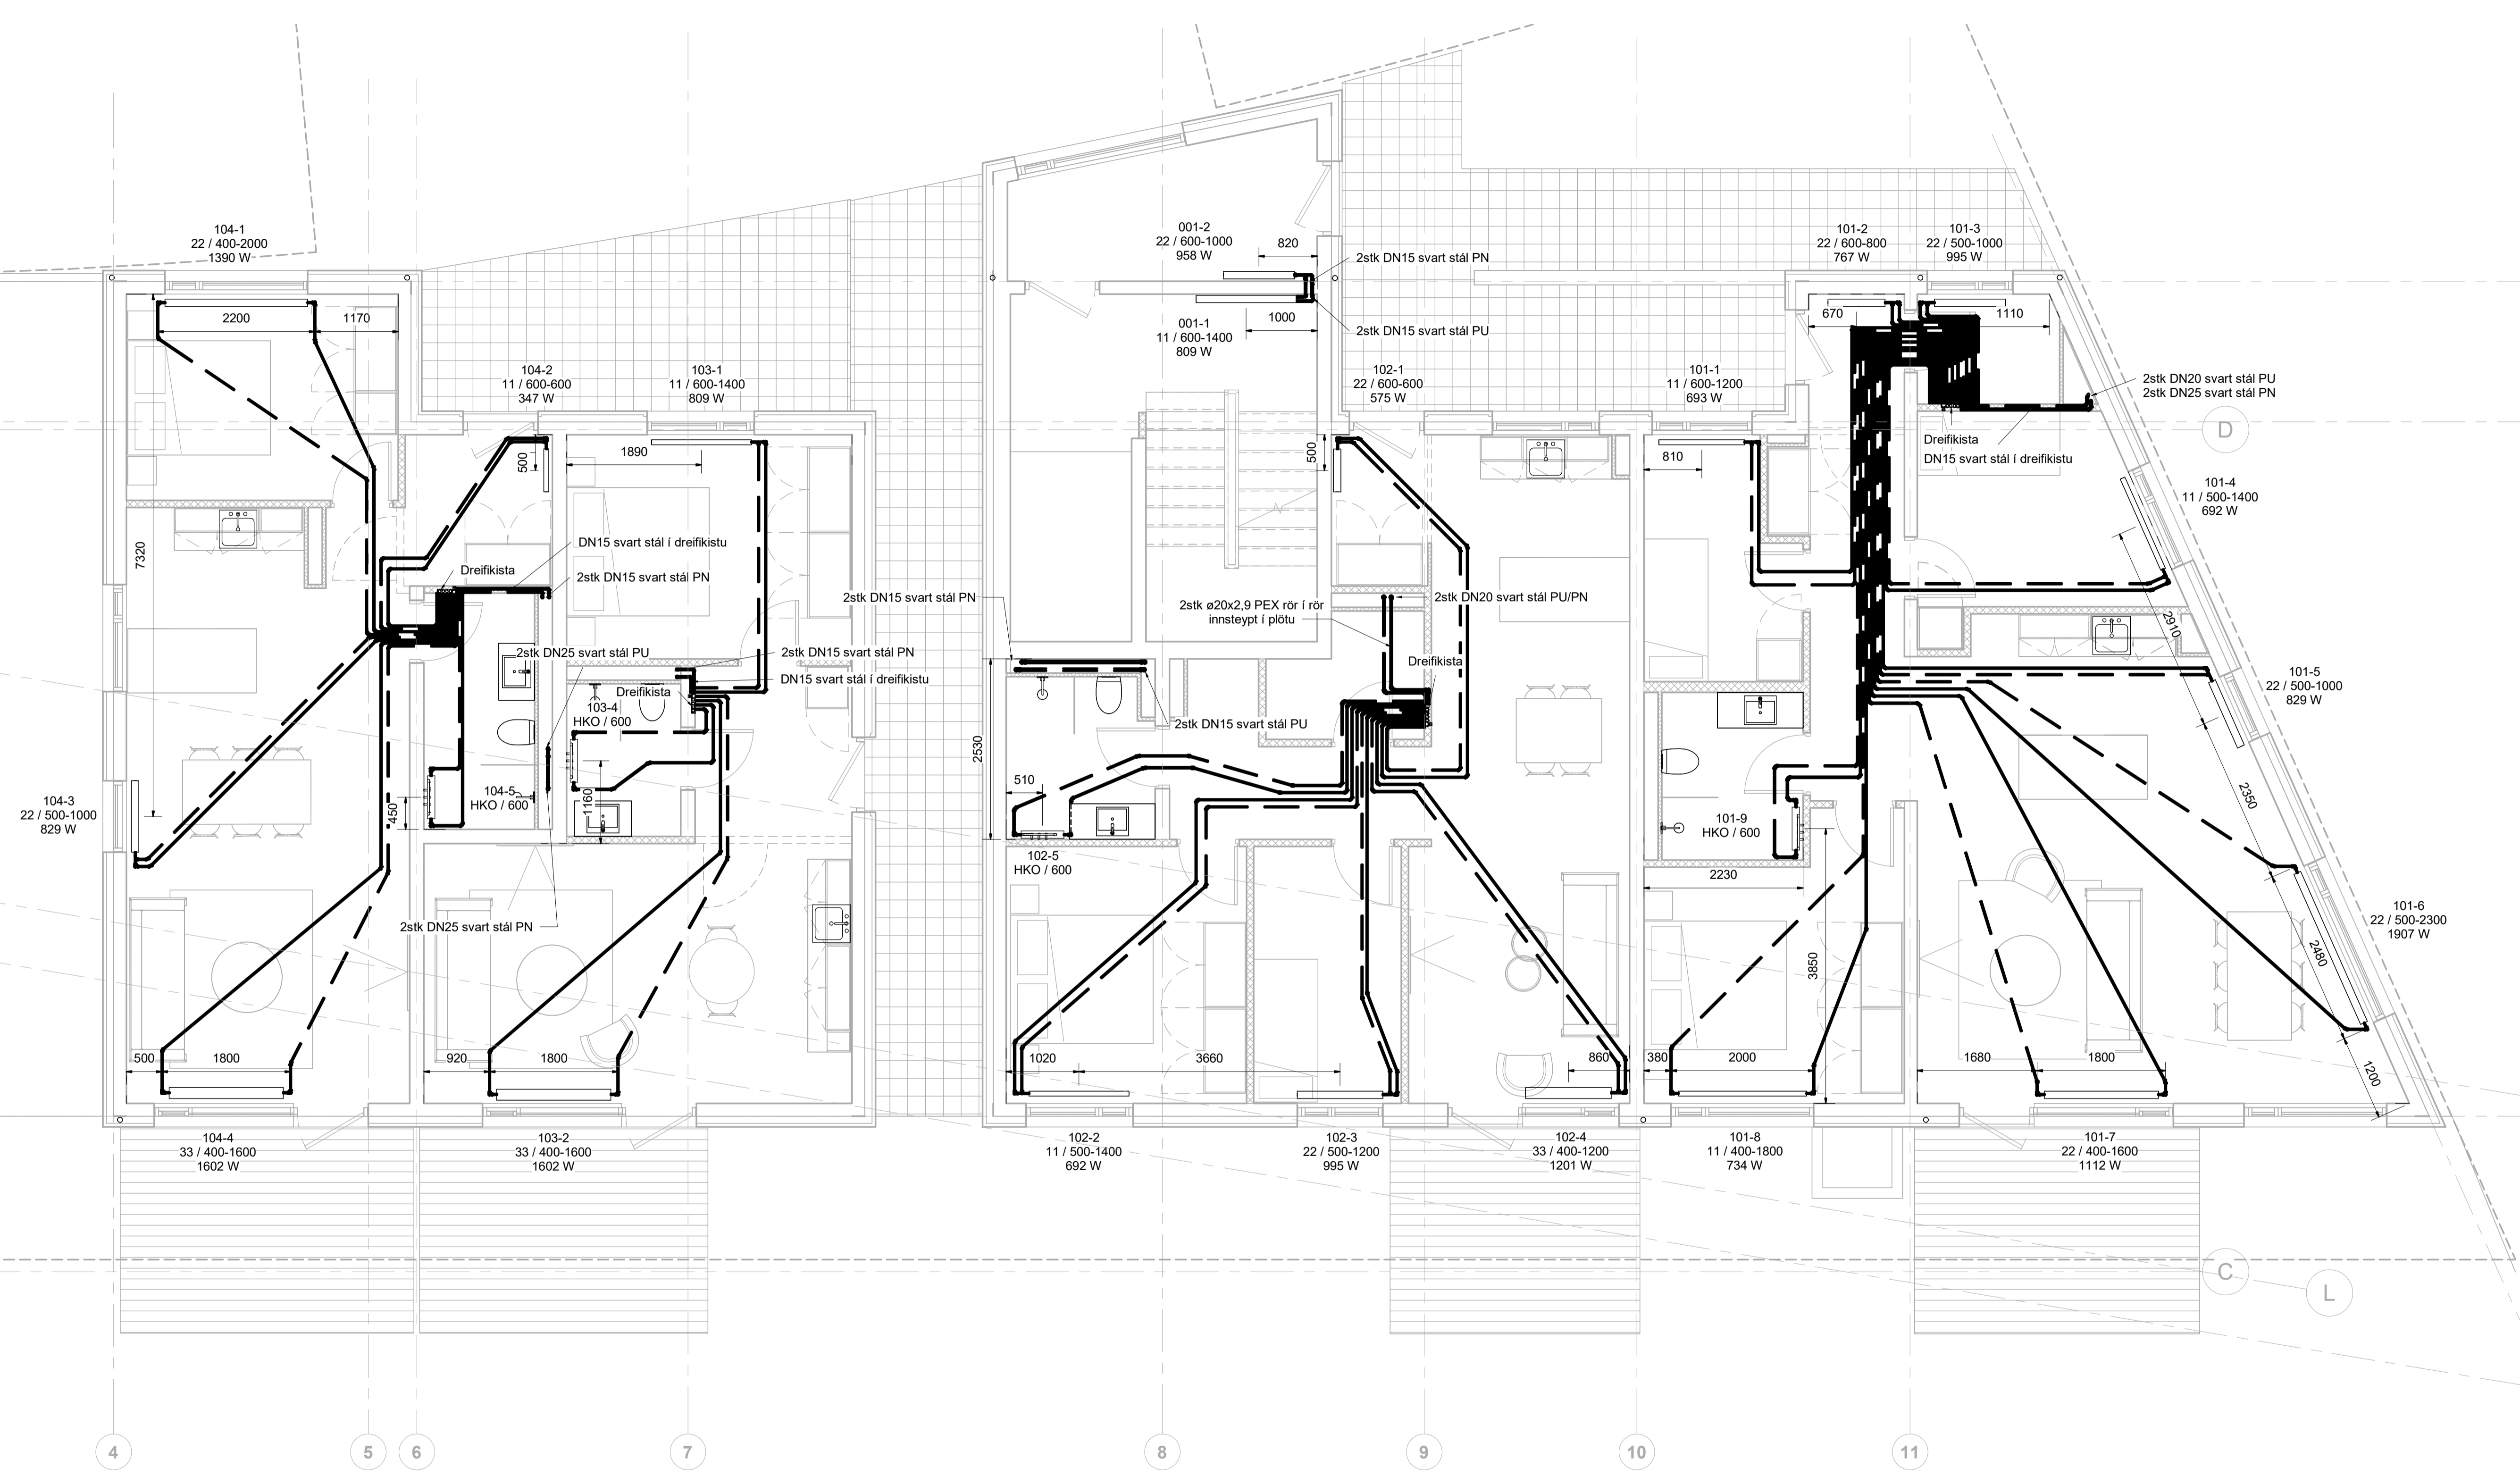 104-1
22 / 400-2000
1390 W
2200
1170
7320
104-2
11 / 600-600
347 W
500
103-1
11 / 600-1400
809 W
1890
001-2
22 / 600-1000
958 W
820
2stk DN15 svart stál PN
001-1
11 / 600-1400
809 W
1000
2stk DN15 svart stál PU
102-1
22 / 600-600
575 W
500
101-1
11 / 600-1200
693 W
810
101-2
22 / 600-800
767 W
101-3
22 / 500-1000
995 W
670
1110
2stk DN20 svart stál PU
2stk DN25 svart stál PN
D
Dreifikista
DN15 svart stál í dreifikistu
101-4
11 / 500-1400
692 W
2910
DN15 svart stál í dreifikistu
Dreifikista
2stk DN15 svart stál PN
2stk DN15 svart stál PN
2stk ø20x2,9 PEX rör í rör
innsteypt í plötu
2stk DN20 svart stál PU/PN
2stk DN25 svart stál PU
2stk DN15 svart stál PN
DN15 svart stál í dreifikistu
Dreifikista
Dreifikista
103-4
HKO / 600
2stk DN15 svart stál PU
101-5
22 / 500-1000
829 W
2530
2350
104-3
22 / 500-1000
829 W
450
104-5
HKO / 600
1160
510
102-5
HKO / 600
101-9
HKO / 600
2230
101-6
22 / 500-2300
1907 W
2stk DN25 svart stál PN
3850
2480
500
1800
920
1800
1020
3660
860
380
2000
1680
1800
1200
104-4
33 / 400-1600
1602 W
103-2
33 / 400-1600
1602 W
102-2
11 / 500-1400
692 W
102-3
22 / 500-1200
995 W
102-4
33 / 400-1200
1201 W
101-8
11 / 400-1800
734 W
101-7
22 / 400-1600
1112 W
C
L
4
5
6
7
8
9
10
11